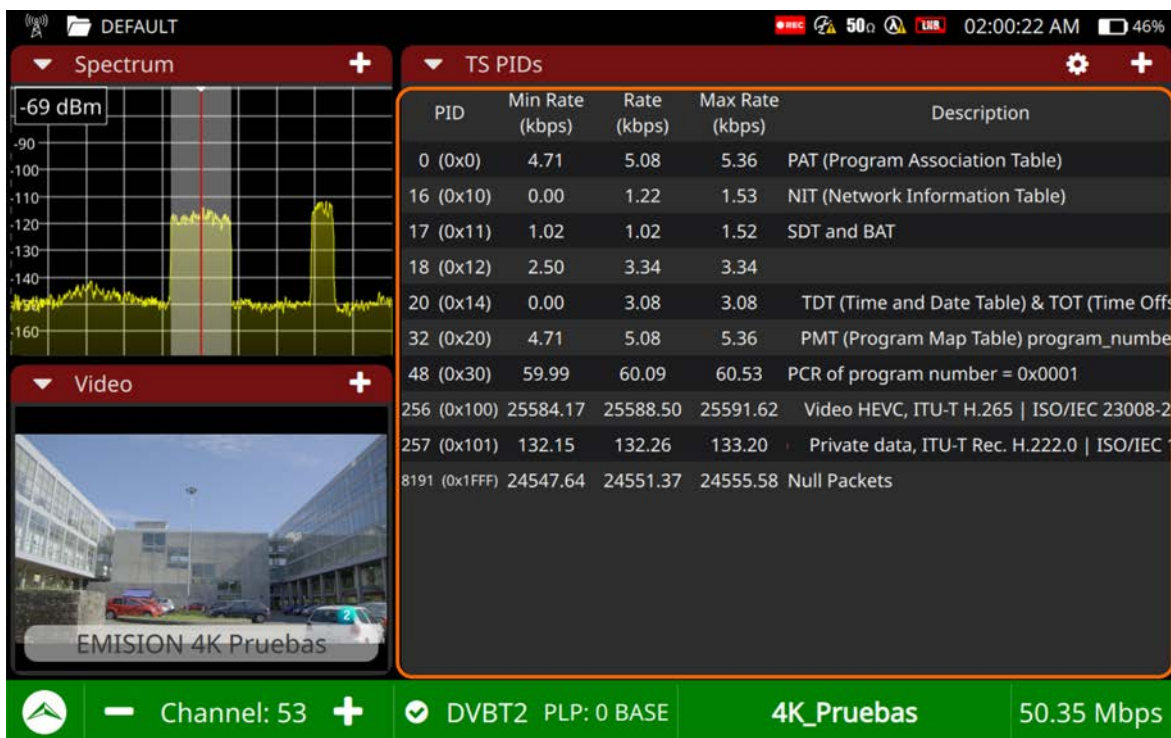 DEFAULT
REC 50Ω LNB 02:00:22 AM 46%
Spectrum
-69 dBm
-90
-100
-110
-120
-130
-140
-150
-160
Video
2
EMISION 4K Pruebas
TS PIDs
PID Min Rate (kbps) Rate (kbps) Max Rate (kbps) Description
0 (0x0) 4.71 5.08 5.36 PAT (Program Association Table)
16 (0x10) 0.00 1.22 1.53 NIT (Network Information Table)
17 (0x11) 1.02 1.02 1.52 SDT and BAT
18 (0x12) 2.50 3.34 3.34
20 (0x14) 0.00 3.08 3.08 TDT (Time and Date Table) & TOT (Time Offs
32 (0x20) 4.71 5.08 5.36 PMT (Program Map Table) program_numbe
48 (0x30) 59.99 60.09 60.53 PCR of program number = 0x0001
256 (0x100) 25584.17 25588.50 25591.62 Video HEVC, ITU-T H.265 | ISO/IEC 23008-2
257 (0x101) 132.15 132.26 133.20 Private data, ITU-T Rec. H.222.0 | ISO/IEC
8191 (0x1FFF) 24547.64 24551.37 24555.58 Null Packets
Channel: 53 DVBT2 PLP: 0 BASE 4K_Pruebas 50.35 Mbps